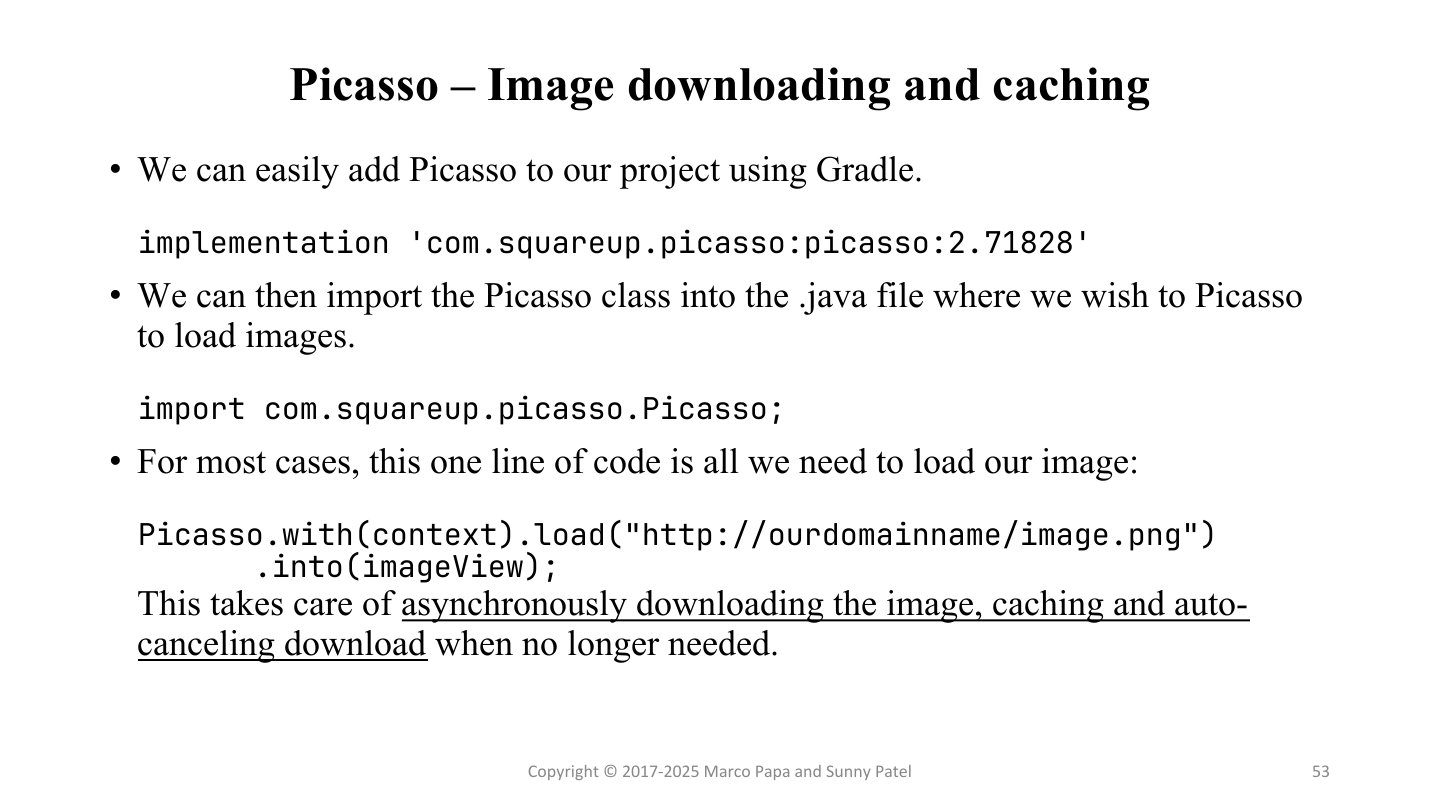 Picasso – Image downloading and caching
• We can easily add Picasso to our project using Gradle.
implementation 'com.squareup.picasso:picasso:2.71828'
• We can then import the Picasso class into the .java file where we wish to Picasso
to load images.
import com.squareup.picasso.Picasso;
• For most cases, this one line of code is all we need to load our image:
Picasso.with(context).load("http://ourdomainname/image.png")
.into(imageView);
This takes care of asynchronously downloading the image, caching and auto-
canceling download when no longer needed.
Copyright © 2017-2025 Marco Papa and Sunny Patel
53